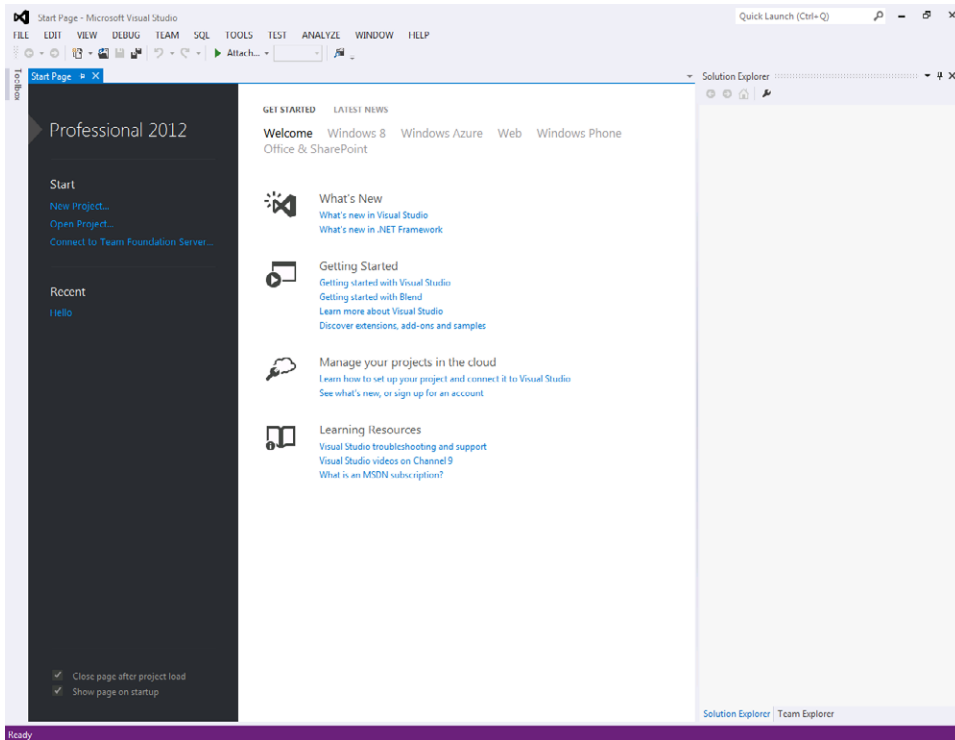 Start Page - Microsoft Visual Studio
Quick Launch (Ctrl+Q)
FILE EDIT VIEW DEBUG TEAM SQL TOOLS TEST ANALYZE WINDOW HELP
Attach...
Toolbox
Start Page
Solution Explorer
Professional 2012
Start
New Project...
Open Project...
Connect to Team Foundation Server...
Recent
Hello
Close page after project load
Show page on startup
GET STARTED LATEST NEWS
Welcome Windows 8 Windows Azure Web Windows Phone
Office & SharePoint
What's New
What's new in Visual Studio
What's new in .NET Framework
Getting Started
Getting started with Visual Studio
Getting started with Blend
Learn more about Visual Studio
Discover extensions, add-ons and samples
Manage your projects in the cloud
Learn how to set up your project and connect it to Visual Studio
See what's new, or sign up for an account
Learning Resources
Visual Studio troubleshooting and support
Visual Studio videos on Channel 9
What is an MSDN subscription?
Solution Explorer Team Explorer
Ready